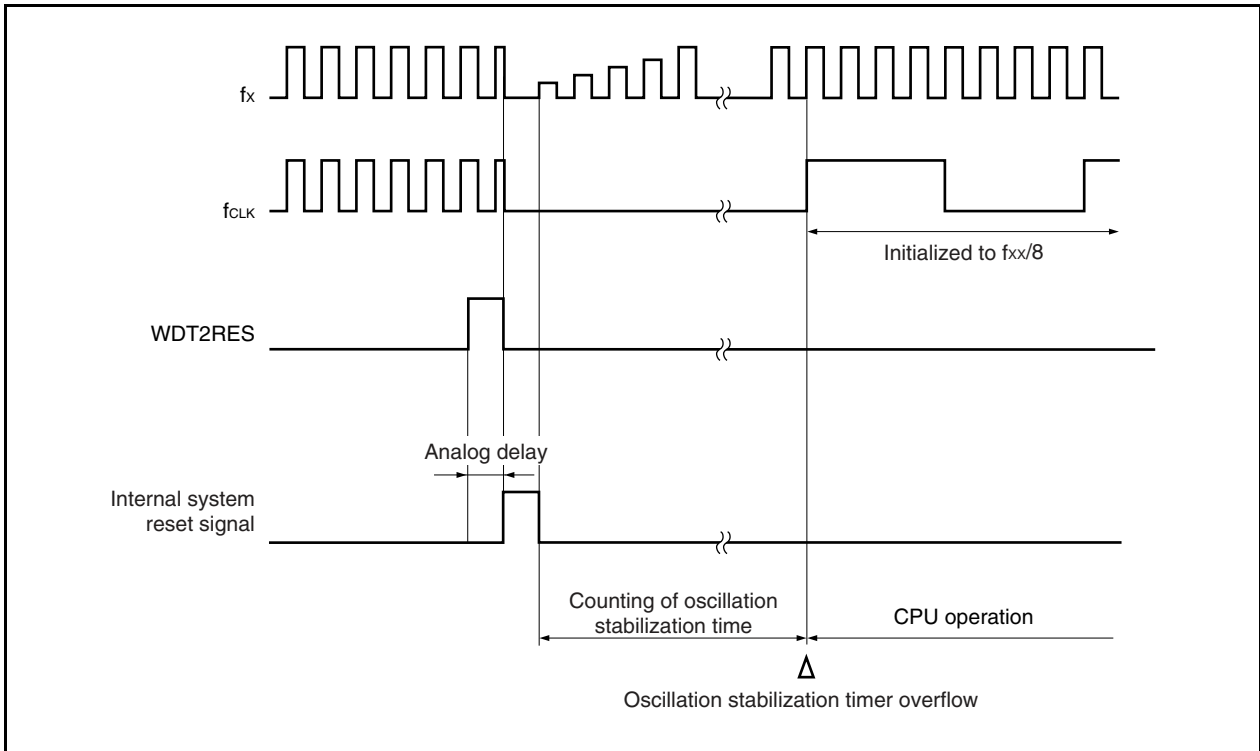 fX
fCLK
Initialized to fXX/8
WDT2RES
Analog delay
Internal system
reset signal
Counting of oscillation
stabilization time
CPU operation
Oscillation stabilization timer overflow